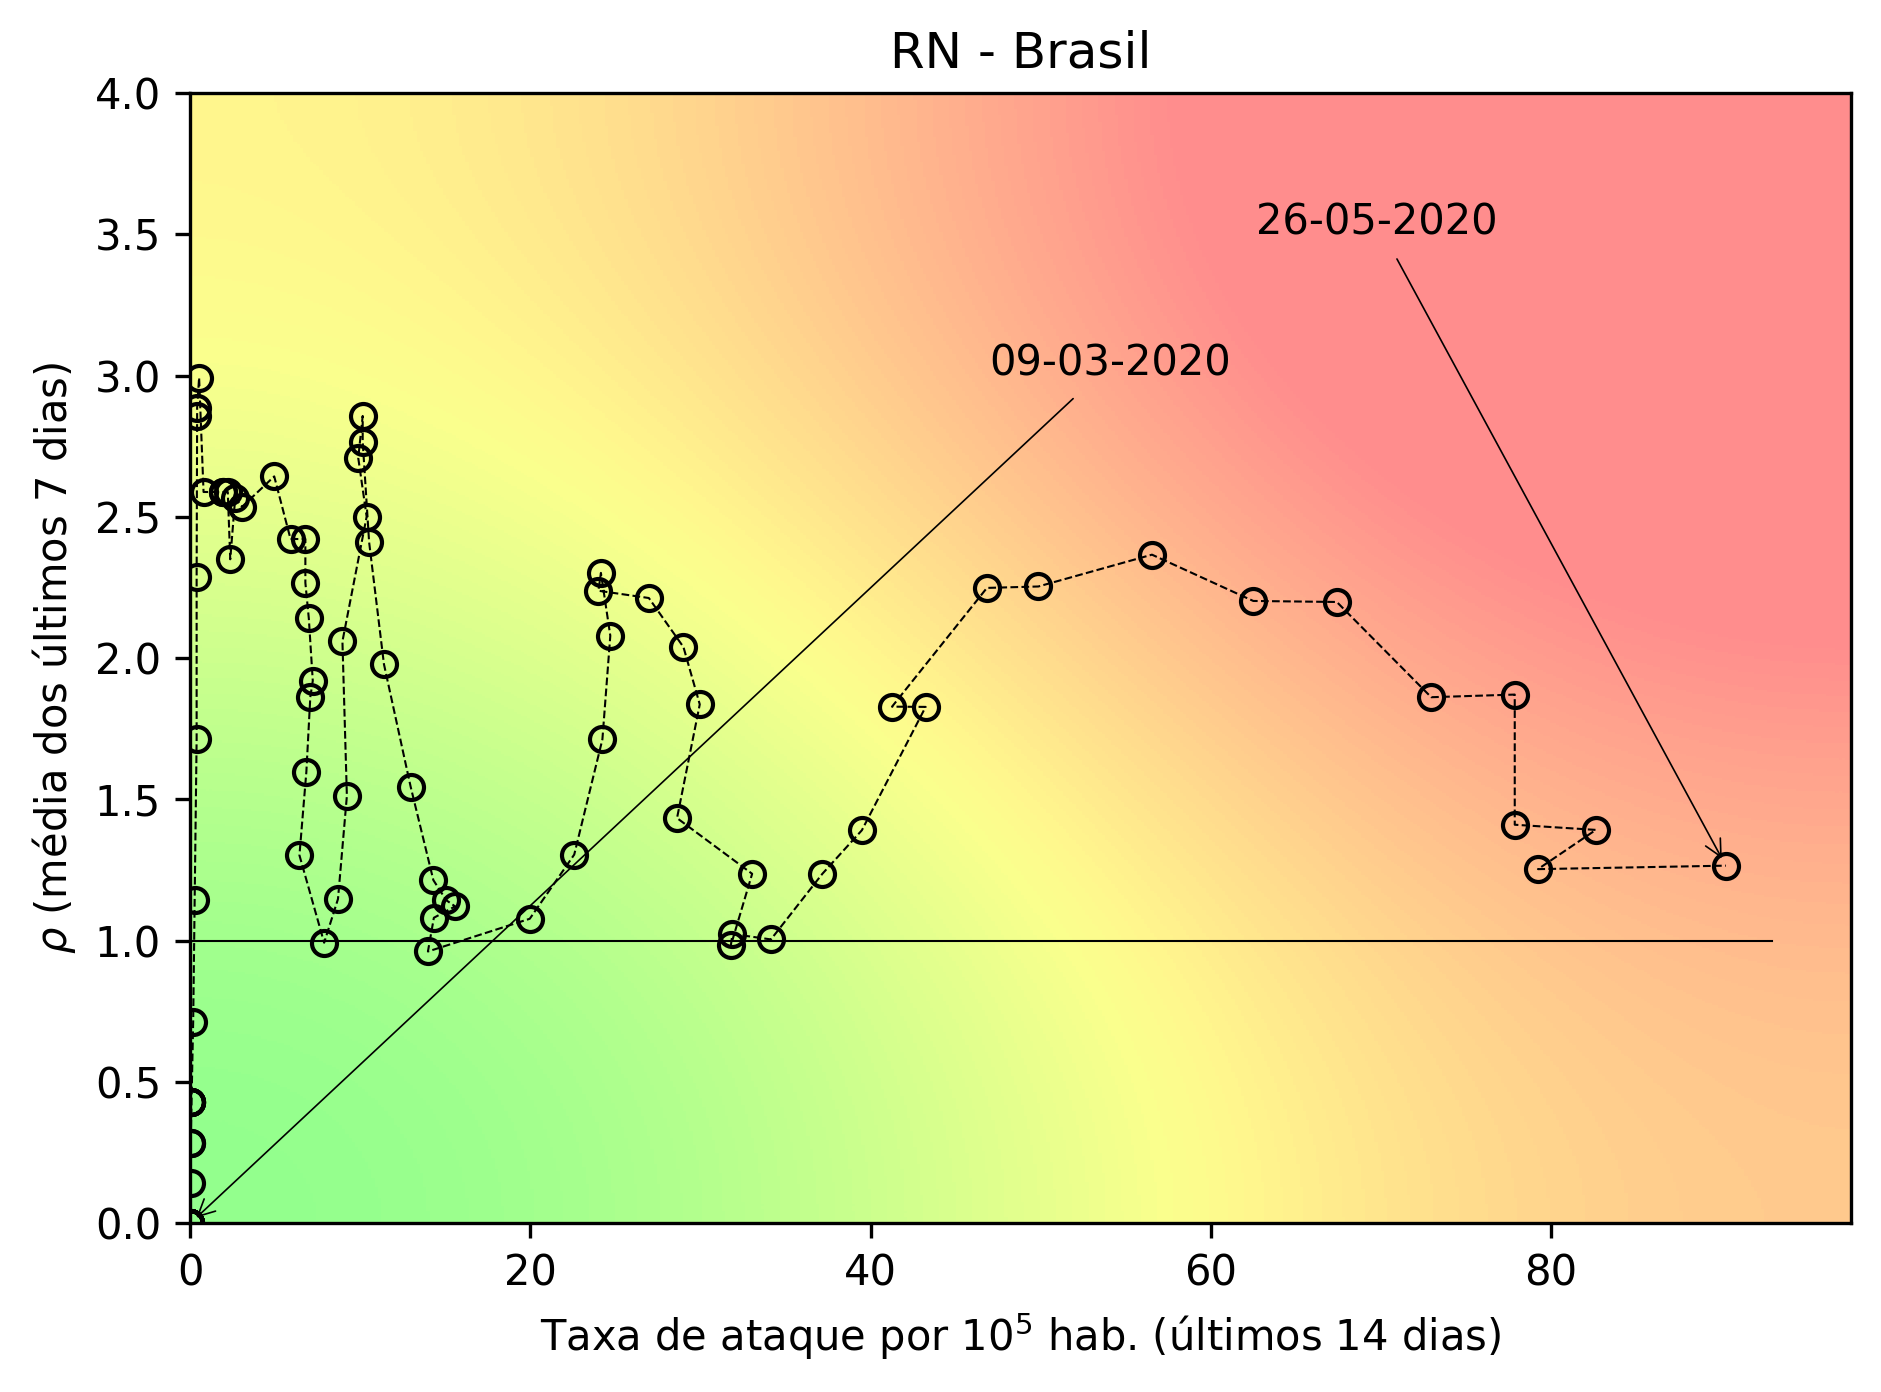 RN - Brasil
4.0
3.5
3.0
2.5
2.0
1.5
1.0
0.5
0.0
ρ (média dos últimos 7 dias)
26-05-2020
09-03-2020
0 20 40 60 80
Taxa de ataque por 10⁵ hab. (últimos 14 dias)